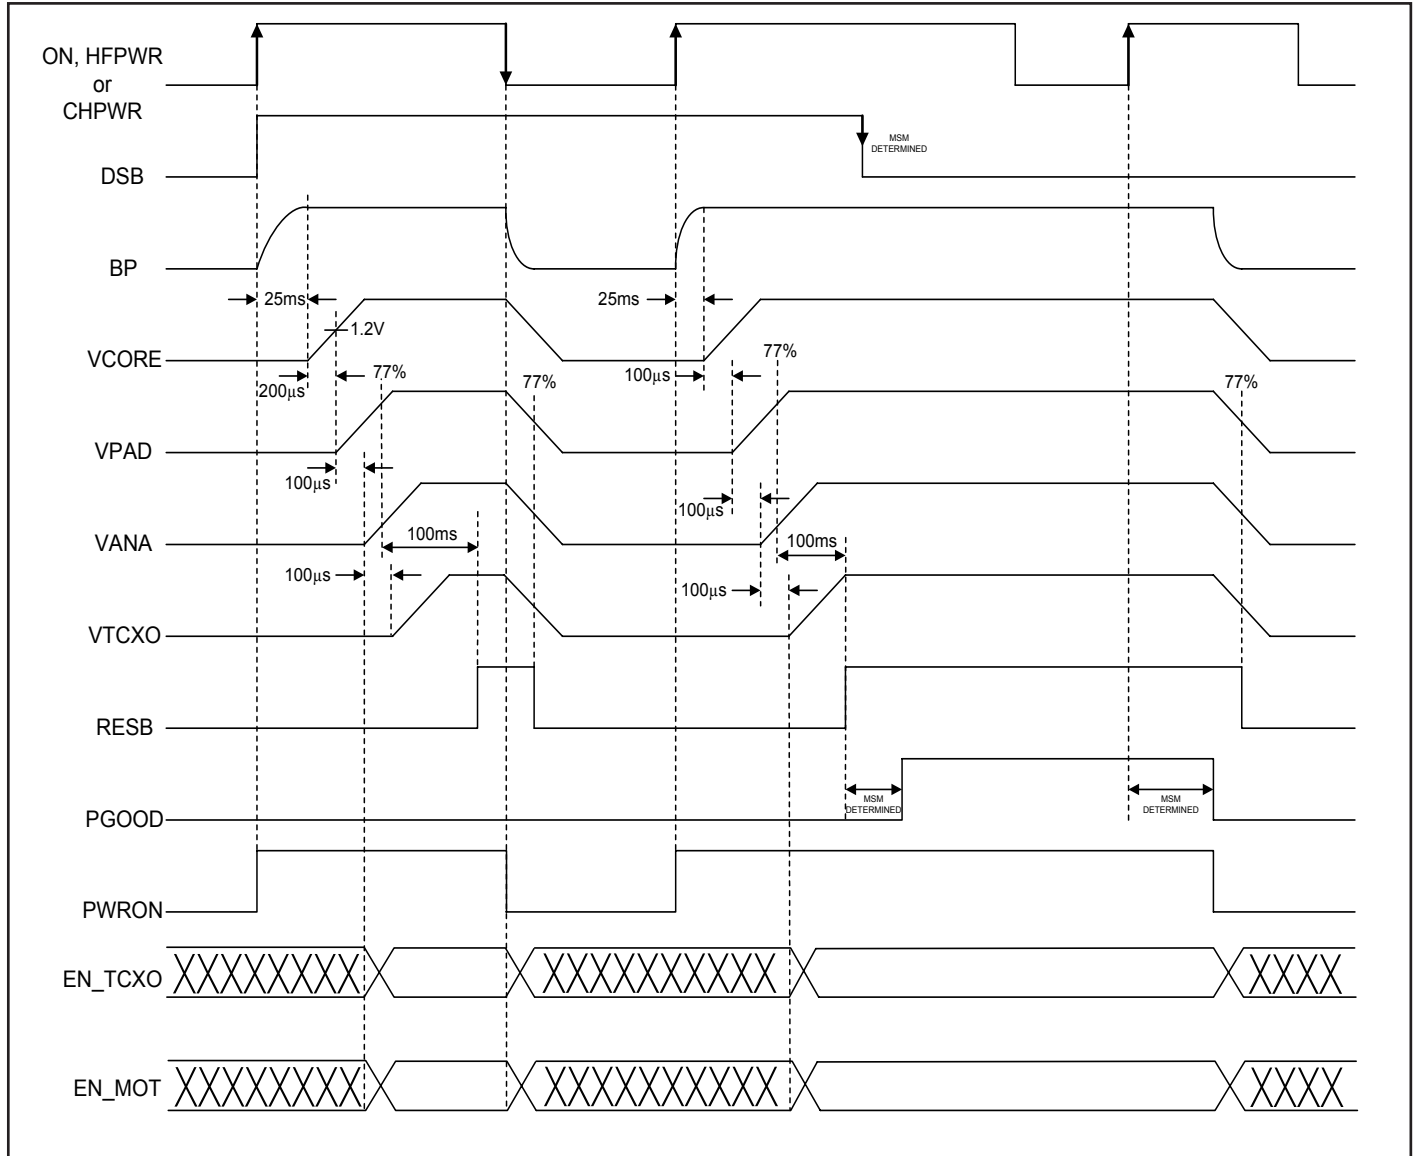 ON, HFPWR
or
CHPWR
MSM
DETERMINED
DSB
BP
25ms
25ms
1.2V
VCORE
77%
77%
77%
77%
200µs
100µs
VPAD
100µs
100µs
VANA
100ms
100ms
100µs
100µs
VTCXO
RESB
MSM
DETERMINED
MSM
DETERMINED
PGOOD
PWRON
EN_TCXO
EN_MOT